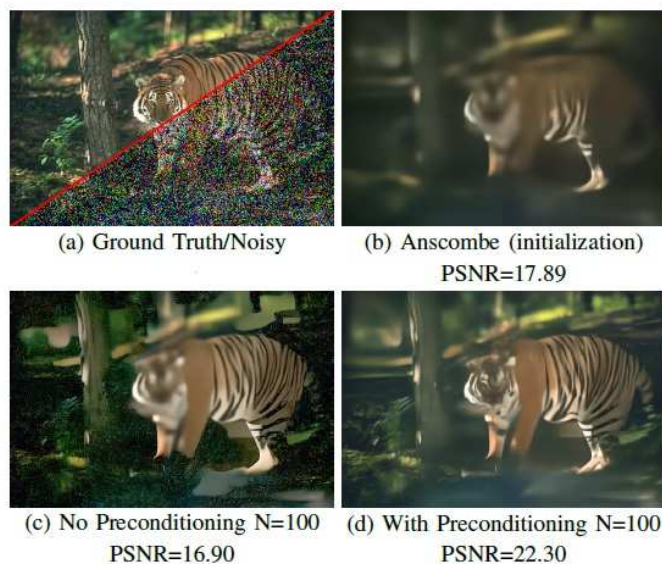 (a) Ground Truth/Noisy
(b) Anscombe (initialization)
PSNR=17.89
(c) No Preconditioning N=100
PSNR=16.90
(d) With Preconditioning N=100
PSNR=22.30